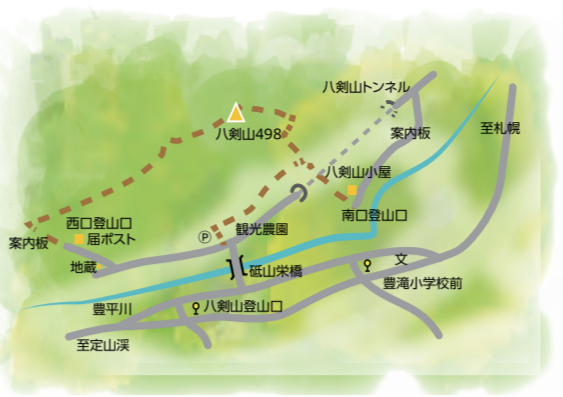 八剣山トンネル
八剣山498
案内板
至札幌
八剣山小屋
西口登山口
届ポスト
南口登山口
案内板
P
観光農園
地蔵
砥山栄橋
文
豊滝小学校前
豊平川
八剣山登山口
至定山渓